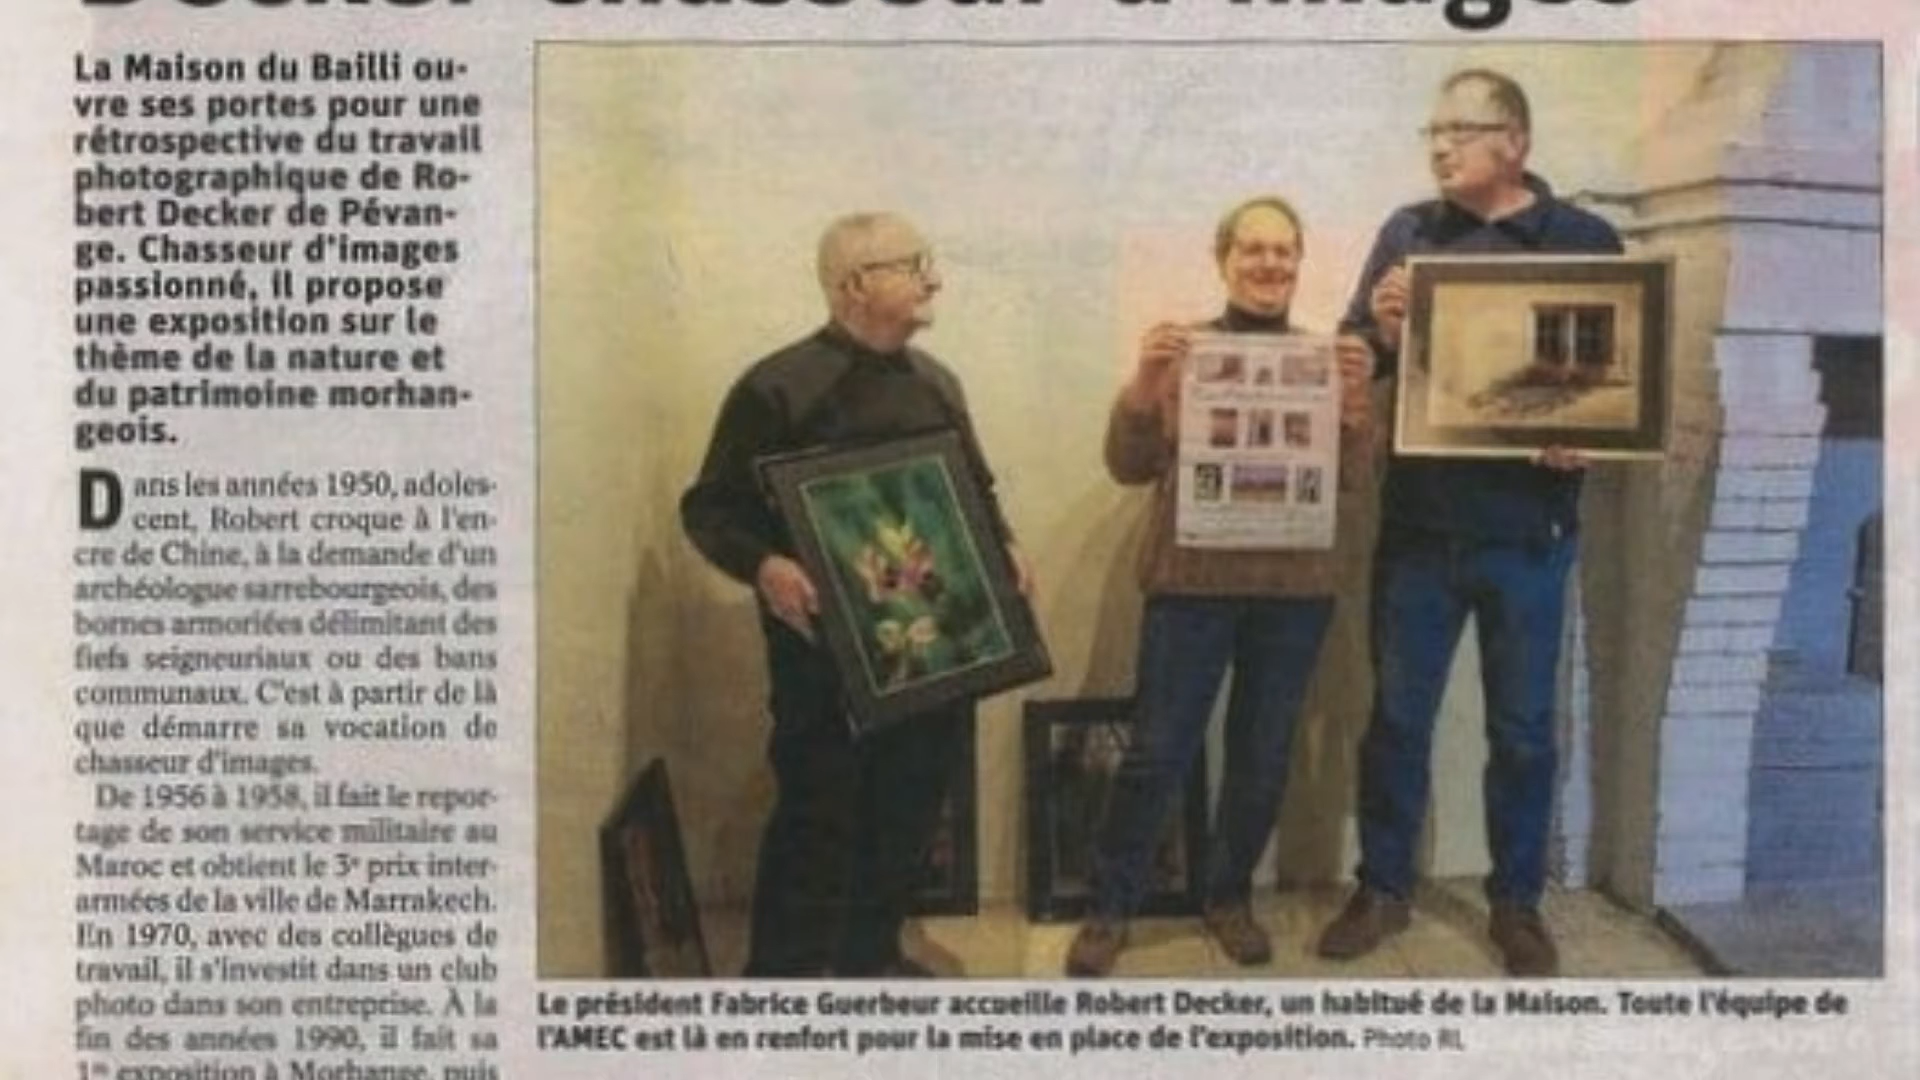 Decker chasseur d'images
La Maison du Bailli ou-
vre ses portes pour une
rétrospective du travail
photographique de Ro-
bert Decker de Pévan-
ge. Chasseur d'images
passionné, il propose
une exposition sur le
thème de la nature et
du patrimoine morhan-
geois.
Dans les années 1950, adoles-
cent, Robert croque à l'en-
cre de Chine, à la demande d'un
archéologue sarrebourgeois, des
bornes armoriées délimitant des
fiefs seigneuriaux ou des bans
communaux. C'est à partir de là
que démarre sa vocation de
chasseur d'images.
De 1956 à 1958, il fait le repor-
tage de son service militaire au
Maroc et obtient le 3e prix inter-
armées de la ville de Marrakech.
En 1970, avec des collègues de
travail, il s'investit dans un club
photo dans son entreprise. À la
fin des années 1990, il fait sa
1re exposition à Morhange, puis
Le président Fabrice Guerbeur accueille Robert Decker, un habitué de la Maison. Toute l'équipe de
l'AMEC est là en renfort pour la mise en place de l'exposition. Photo RL